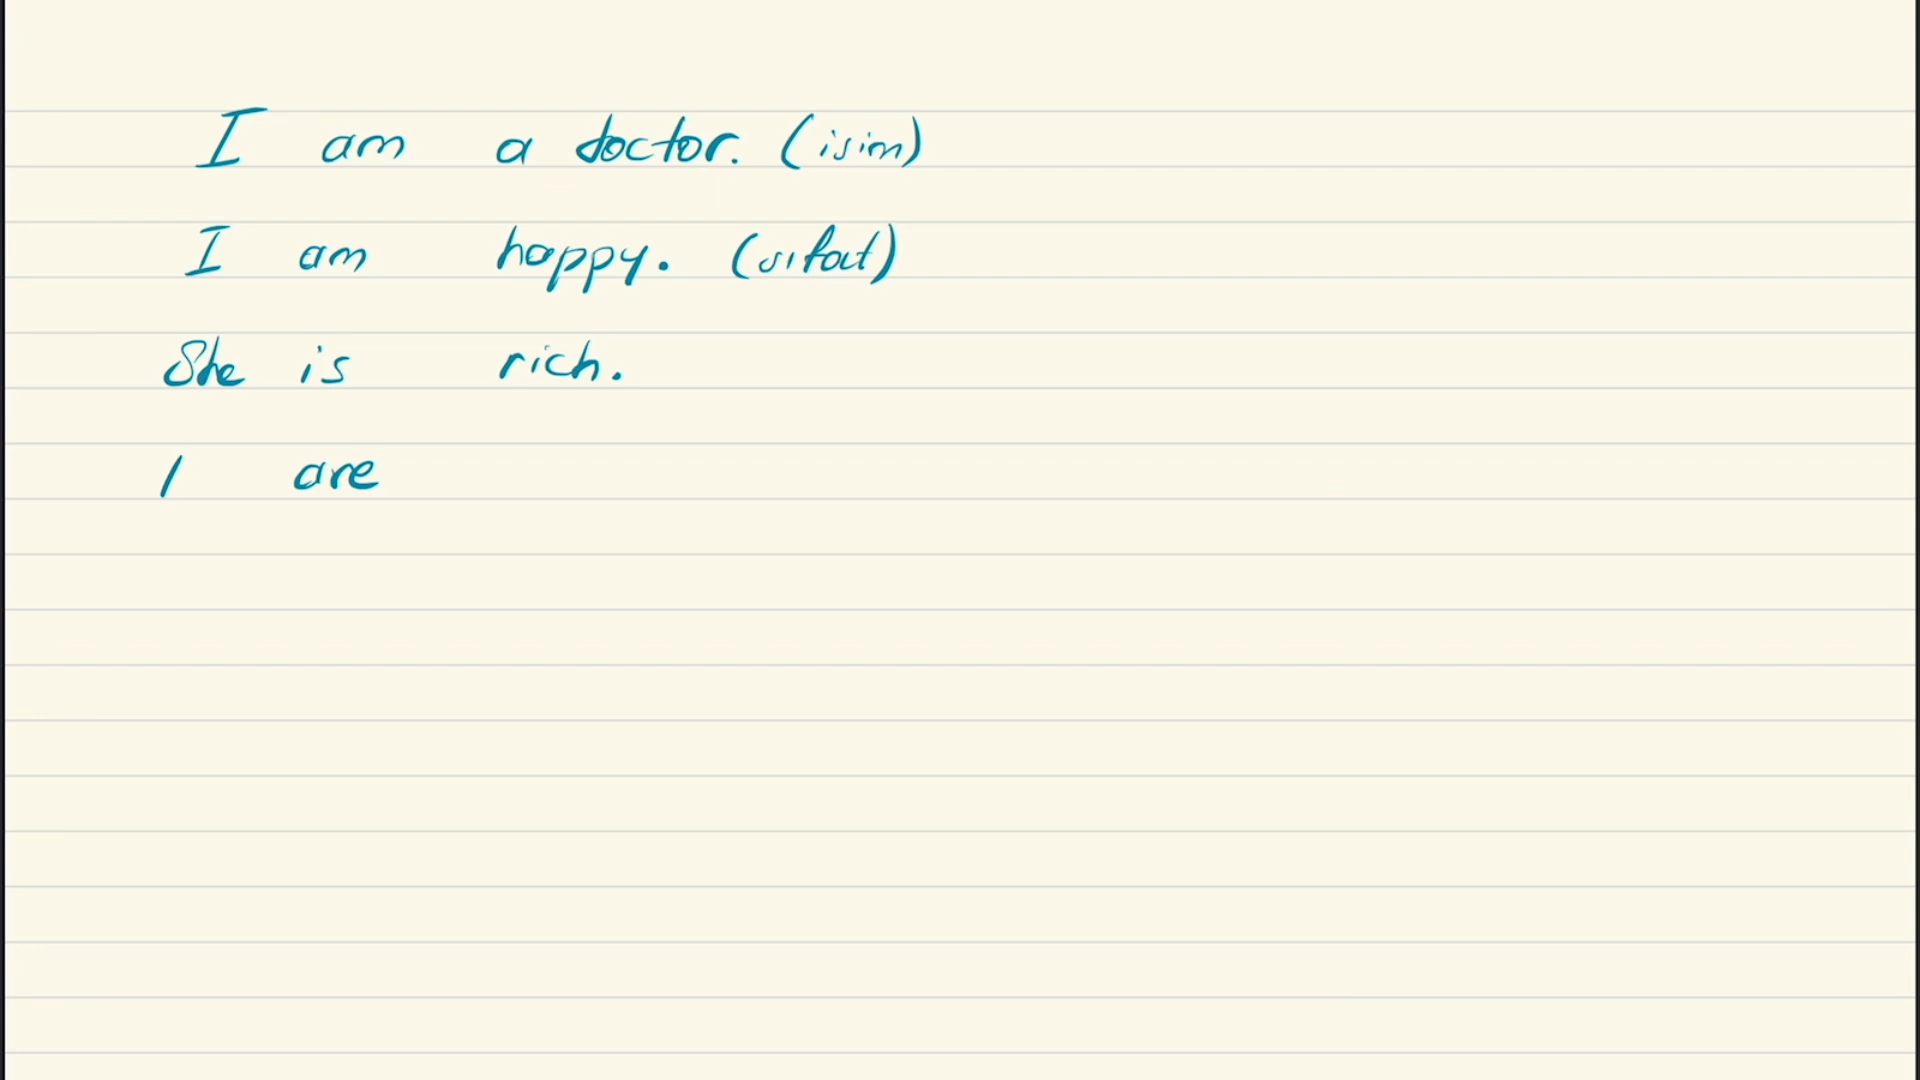 I am a doctor. (isim)
I am happy. (sıfat)
She is rich.
I are